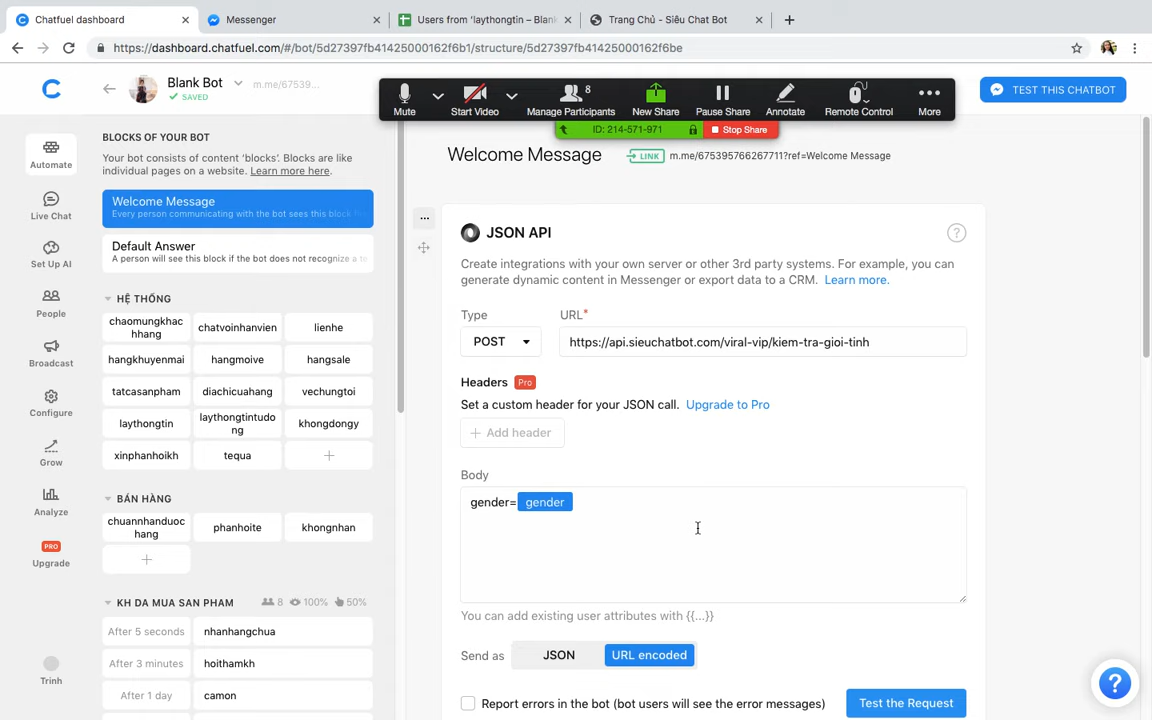 Chatfuel dashboard
Messenger
Users from 'laythongtin – Blank
Trang Chủ - Siêu Chat Bot
https://dashboard.chatfuel.com/#/bot/5d27397fb41425000162f6b1/structure/5d27397fb41425000162f6be
Blank Bot
SAVED
m.me/67539...
Mute
Start Video
8
Manage Participants
New Share
Pause Share
Annotate
Remote Control
More
ID: 214-571-971
Stop Share
TEST THIS CHATBOT
Automate
Live Chat
Set Up AI
People
Broadcast
Configure
Grow
Analyze
PRO
Upgrade
Trinh
BLOCKS OF YOUR BOT
Your bot consists of content 'blocks'. Blocks are like
individual pages on a website. Learn more here.
Welcome Message
Every person communicating with the bot sees this block
Default Answer
A person will see this block if the bot does not recognize a
HỆ THỐNG
chaomungkhac
hhang
chatvoinhanvien
lienhe
hangkhuyenmai
hangmoive
hangsale
tatcasanpham
diachicuahang
vechungtoi
laythongtin
laythongtintudo
ng
khongdongy
xinphanhoikh
tequa
BÁN HÀNG
chuannhanduoc
hang
phanhoite
khongnhan
KH DA MUA SAN PHAM
8
100%
50%
After 5 seconds
nhanhangchua
After 3 minutes
hoithamkh
After 1 day
camon
Welcome Message
LINK
m.me/675395766267711?ref=Welcome Message
JSON API
Create integrations with your own server or other 3rd party systems. For example, you can
generate dynamic content in Messenger or export data to a CRM. Learn more.
Type
URL*
POST
https://api.sieuchatbot.com/viral-vip/kiem-tra-gioi-tinh
Headers Pro
Set a custom header for your JSON call. Upgrade to Pro
+ Add header
Body
gender= gender
You can add existing user attributes with {{...}}
Send as
JSON
URL encoded
Report errors in the bot (bot users will see the error messages)
Test the Request